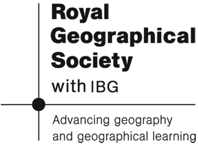 Royal
Geographical
Society
with IBG
Advancing geography
and geographical learning